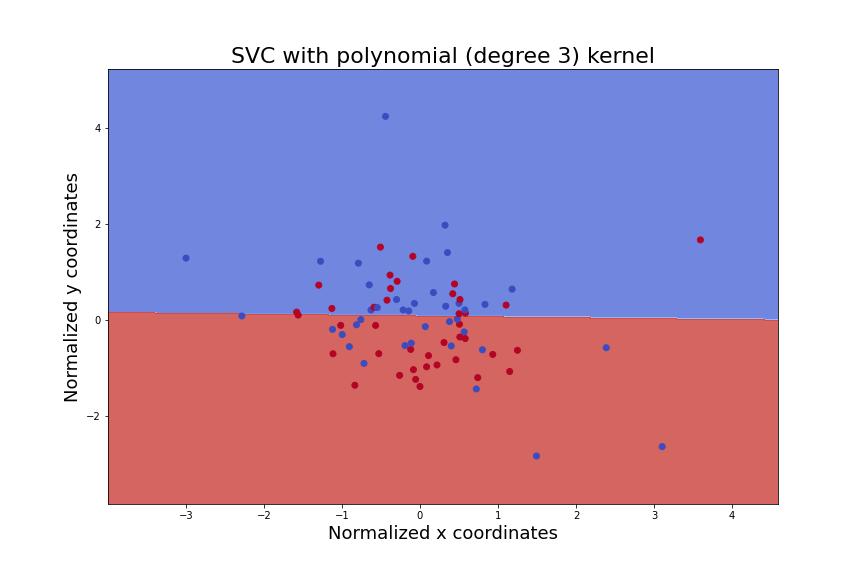 SVC with polynomial (degree 3) kernel
Normalized y coordinates
4
2
0
−2
−3 −2 −1 0 1 2 3 4
Normalized x coordinates